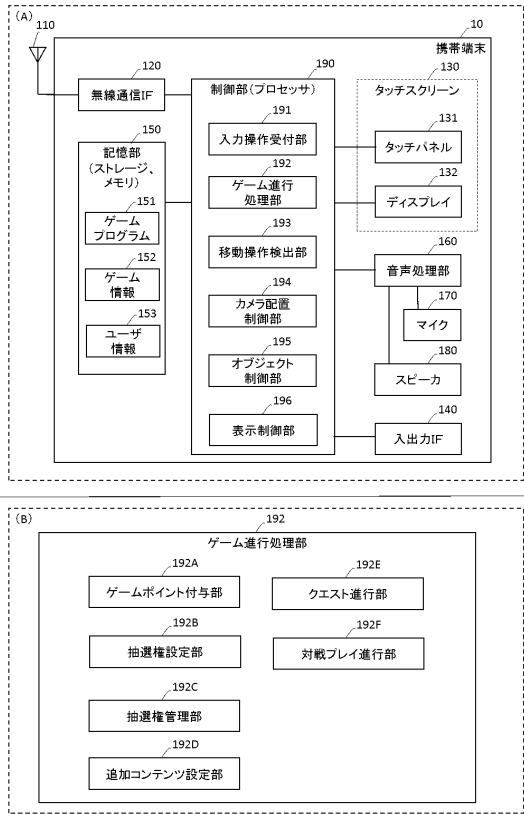 (A)
110
10
携帯端末
120
無線通信IF
190
制御部(プロセッサ)
130
タッチスクリーン
150
記憶部
(ストレージ、
メモリ)
151
ゲーム
プログラム
152
ゲーム
情報
153
ユーザ
情報
191
入力操作受付部
192
ゲーム進行
処理部
193
移動操作検出部
194
カメラ配置
制御部
195
オブジェクト
制御部
196
表示制御部
131
タッチパネル
132
ディスプレイ
160
音声処理部
170
マイク
180
スピーカ
140
入出力IF
(B)
192
ゲーム進行処理部
192A
ゲームポイント付与部
192B
抽選権設定部
192C
抽選権管理部
192D
追加コンテンツ設定部
192E
クエスト進行部
192F
対戦プレイ進行部